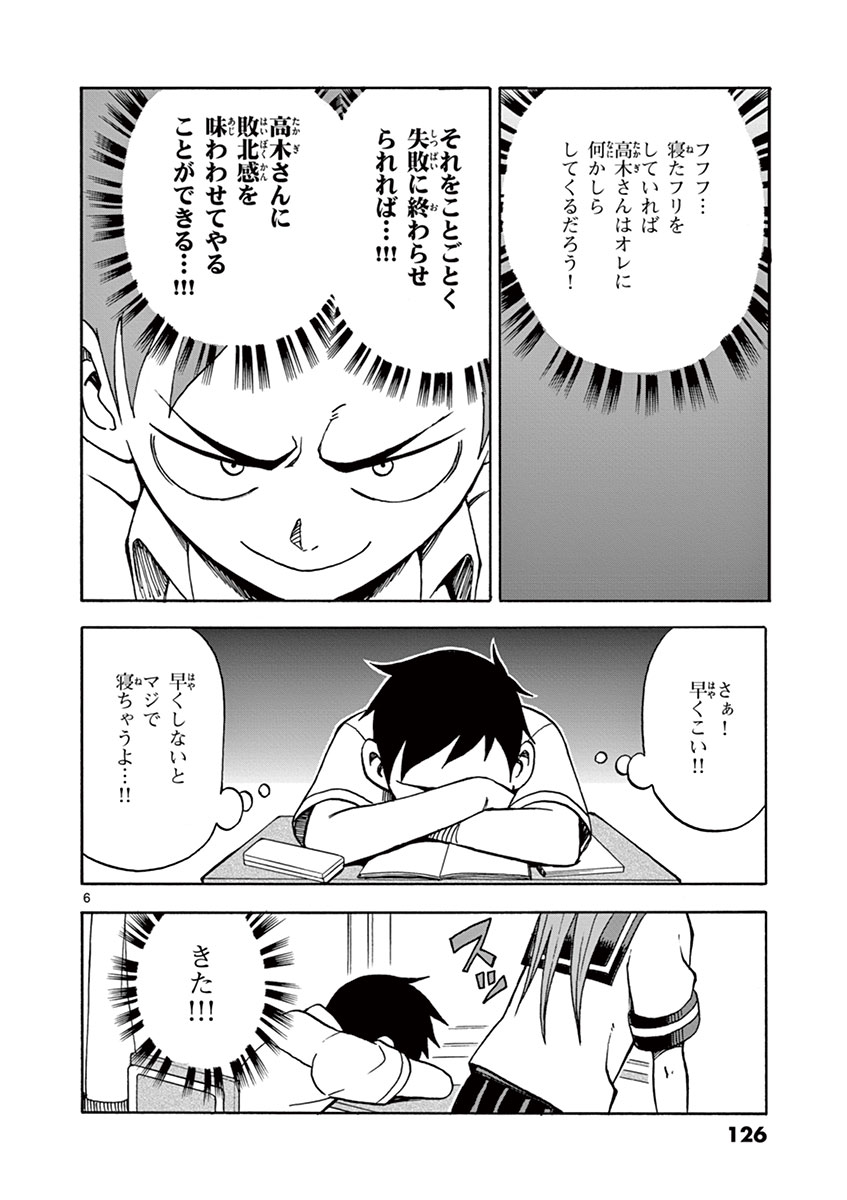 フフフ…
寝たフリを
していれば
高木さんはオレに
何かしら
してくるだろう！
それをことごとく
失敗に終わらせ
られれば…!!!
高木さんに
敗北感を
味わわせてやる
ことができる…!!!
さぁ！
早くこい!!
早くしないと
マジで
寝ちゃうよ…!!
6
スッ
きた!!!
126